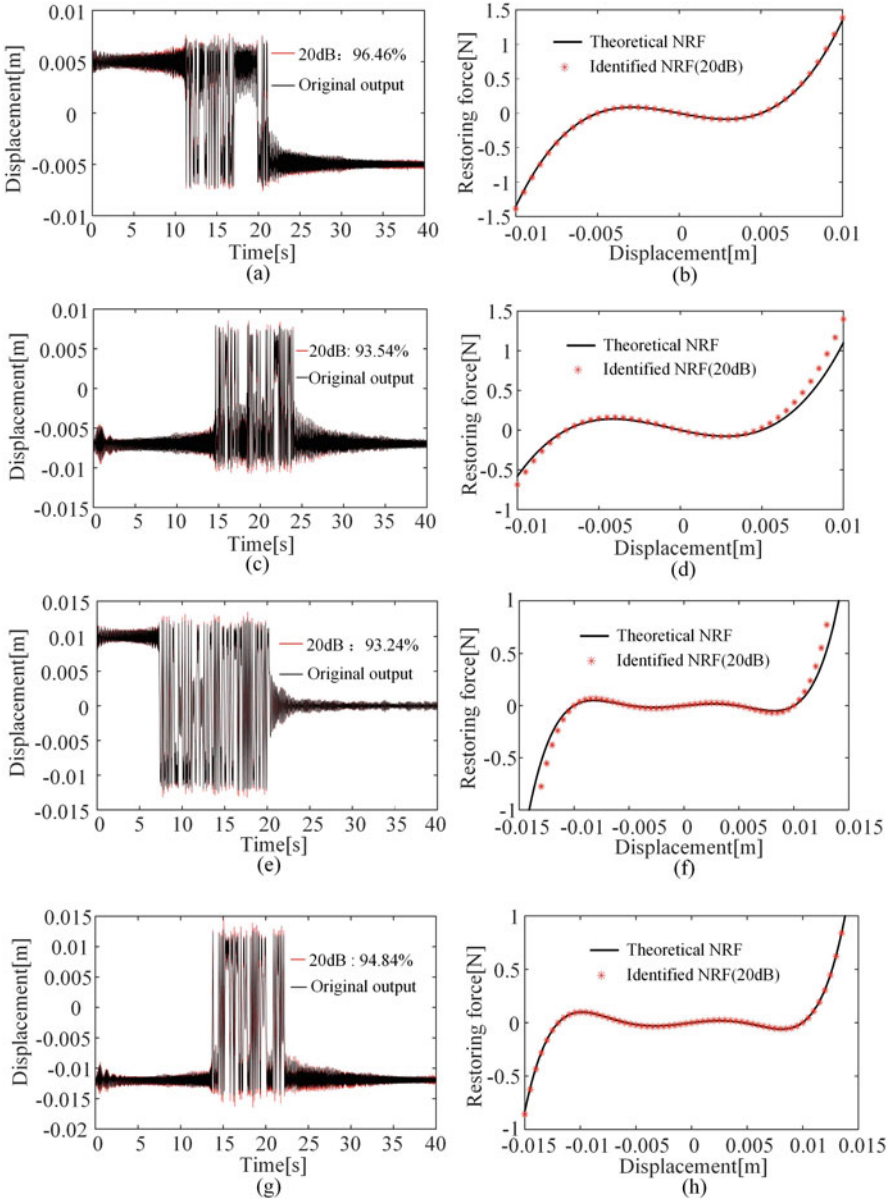 0.01
0.005
0
-0.005
-0.01
Displacement[m]
20dB：96.46%
Original output
0 5 10 15 20 25 30 35 40
Time[s]
(a)
1.5
1
0.5
0
-0.5
-1
-1.5
Restoring force[N]
Theoretical NRF
Identified NRF(20dB)
-0.01 -0.005 0 0.005 0.01
Displacement[m]
(b)
0.01
0.005
0
-0.005
-0.01
-0.015
Displacement[m]
20dB: 93.54%
Original output
0 5 10 15 20 25 30 35 40
Time[s]
(c)
1.5
1
0.5
0
-0.5
-1
Restoring force[N]
Theoretical NRF
Identified NRF(20dB)
-0.01 -0.005 0 0.005 0.01
Displacement[m]
(d)
0.015
0.01
0.005
0
-0.005
-0.01
-0.015
Displacement[m]
20dB：93.24%
Original output
0 5 10 15 20 25 30 35 40
Time[s]
(e)
1
0.5
0
-0.5
-1
Restoring force[N]
Theoretical NRF
Identified NRF(20dB)
-0.015 -0.01 -0.005 0 0.005 0.01 0.015
Displacement[m]
(f)
0.015
0.01
0.005
0
-0.005
-0.01
-0.015
-0.02
Displacement[m]
20dB : 94.84%
Original output
0 5 10 15 20 25 30 35 40
Time[s]
(g)
1
0.5
0
-0.5
-1
Restoring force[N]
Theoretical NRF
Identified NRF(20dB)
-0.015 -0.01 -0.005 0 0.005 0.01 0.015
Displacement[m]
(h)